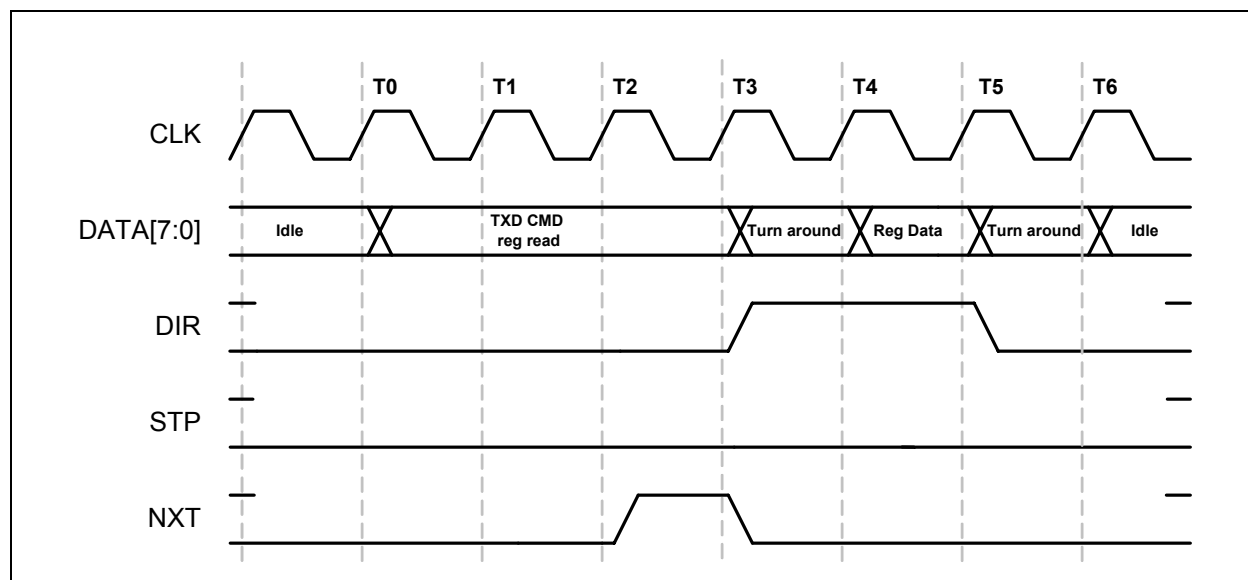 T0 T1 T2 T3 T4 T5 T6
CLK
DATA[7:0]
Idle
TXD CMD
reg read
Turn around
Reg Data
Turn around
Idle
DIR
STP
NXT